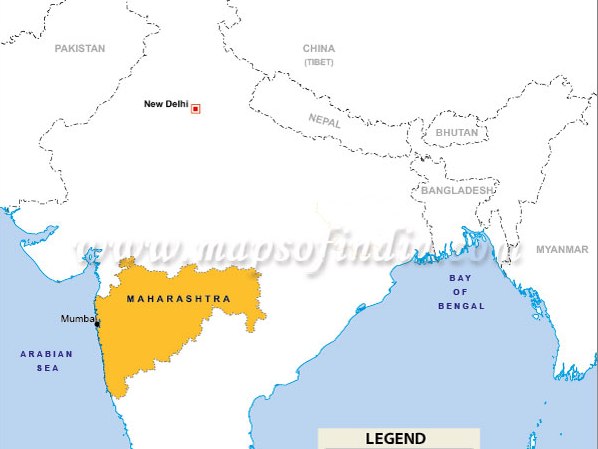 PAKISTAN
CHINA
(TIBET)
New Delhi
NEPAL
BHUTAN
BANGLADESH
www.mapsofindia.com
MYANMAR
MAHARASHTRA
BAY
OF
BENGAL
Mumbai
ARABIAN
SEA
LEGEND